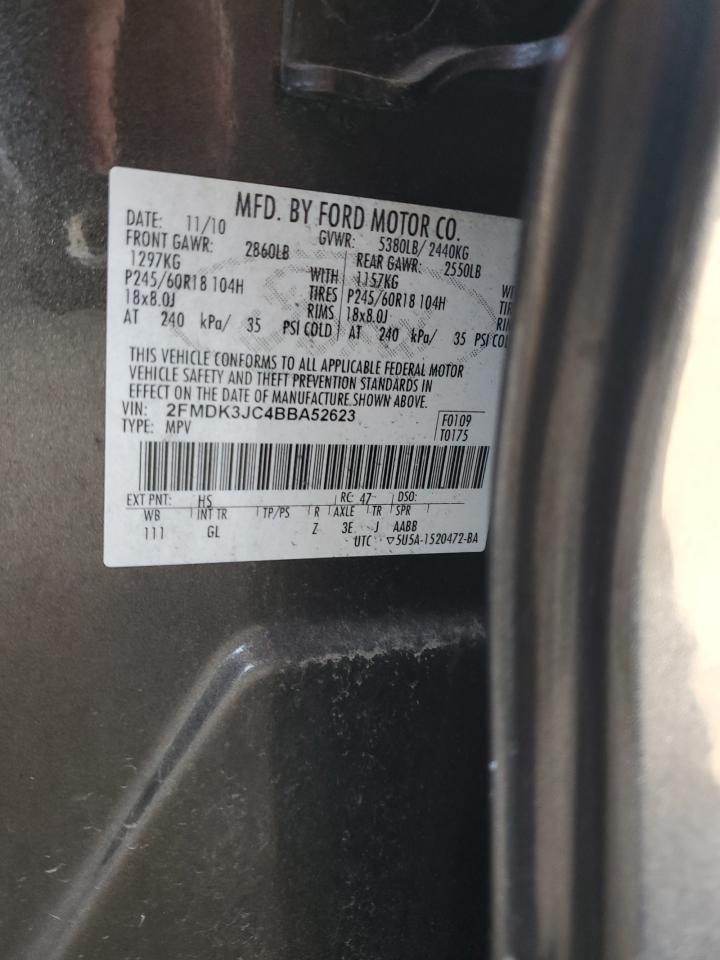 MFD. BY FORD MOTOR CO.
DATE: 11/10 GVWR: 5380LB/ 2440KG
FRONT GAWR: 2860LB REAR GAWR: 2550LB
1297KG WITH 1157KG
P245/60R18 104H TIRES P245/60R18 104H
18x8.0J RIMS 18x8.0J
AT 240 kPa/ 35 PSI COLD AT 240 kPa/ 35 PSI COL
THIS VEHICLE CONFORMS TO ALL APPLICABLE FEDERAL MOTOR
VEHICLE SAFETY AND THEFT PREVENTION STANDARDS IN
EFFECT ON THE DATE OF MANUFACTURE SHOWN ABOVE.
VIN: 2FMDK3JC4BBA52623 F0109
TYPE: MPV T0175
EXT PNT: HS RC: 47 DSO:
WB INT TR TP/PS R AXLE TR SPR
111 GL Z 3E J AABB
UTC ▽5U5A-1520472-BA